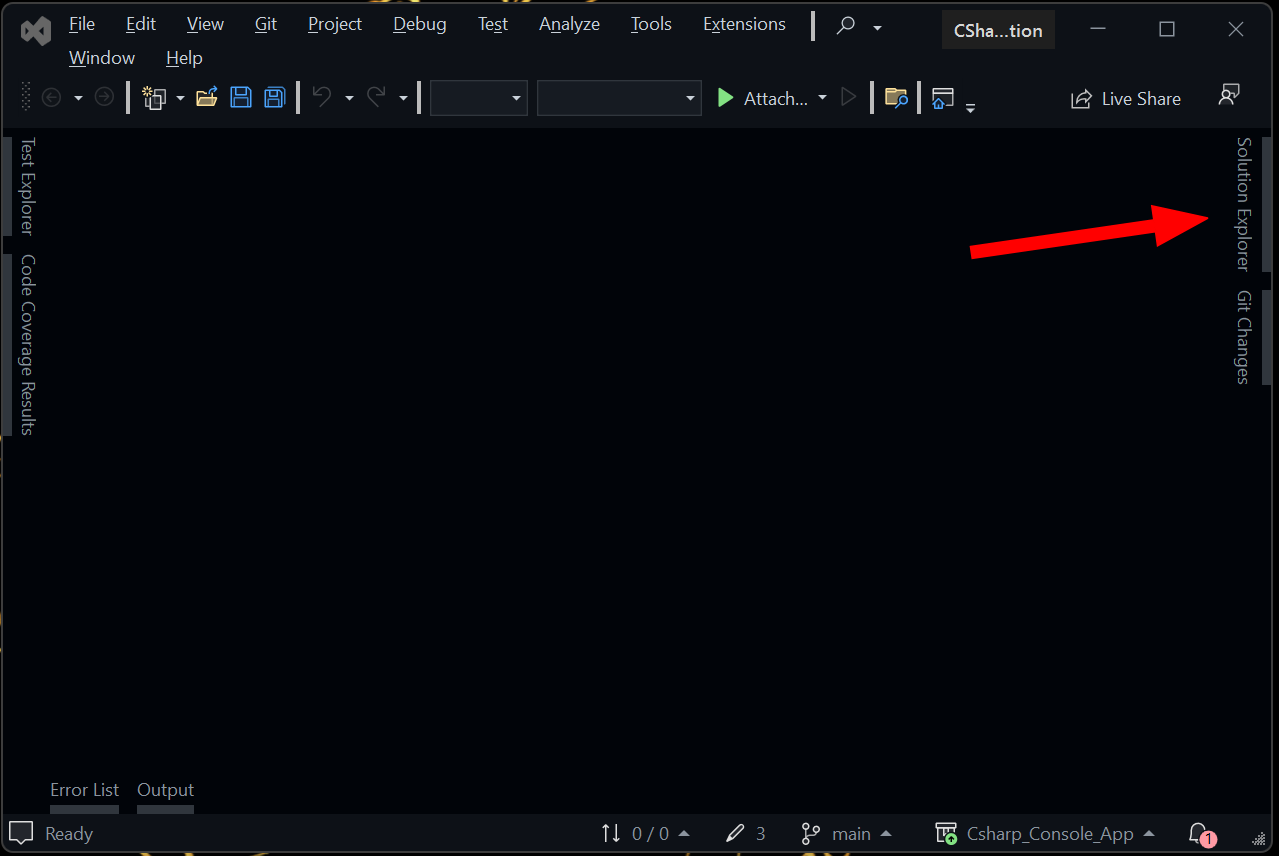 File Edit View Git Project Debug Test Analyze Tools Extensions CSha...tion
Window Help
Attach... Live Share
Test Explorer
Code Coverage Results
Solution Explorer
Git Changes
Error List Output
Ready 0 / 0 3 main Csharp_Console_App 1